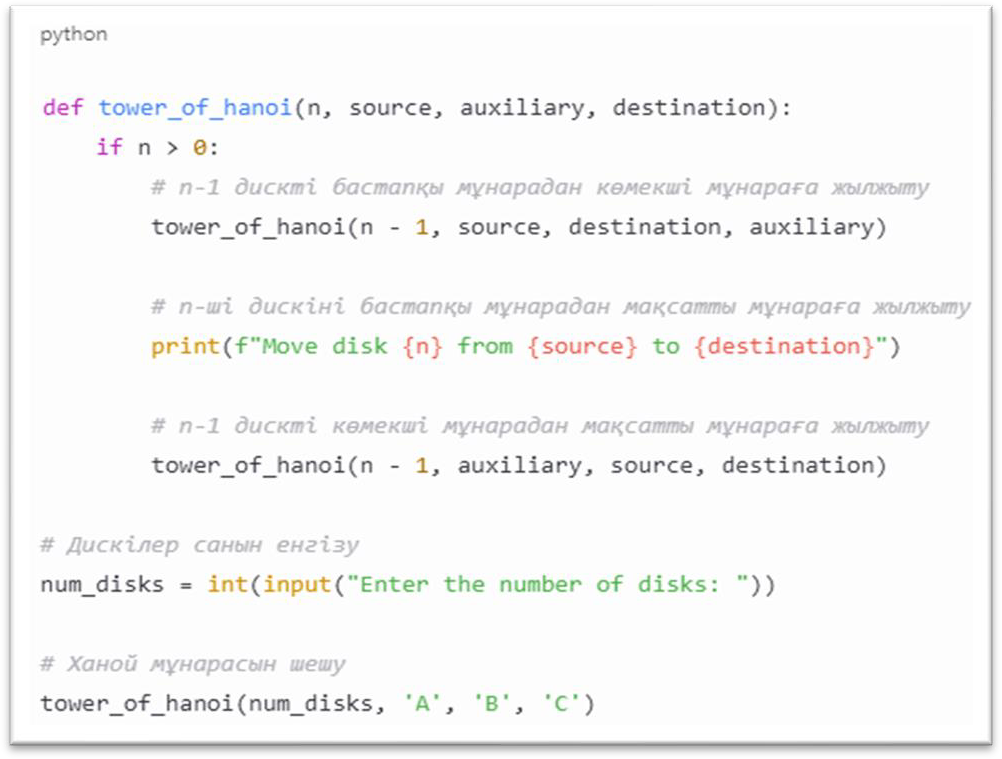 python
def tower_of_hanoi(n, source, auxiliary, destination):
    if n > 0:
        # n-1 дискті бастапқы мұнарадан көмекші мұнараға жылжыту
        tower_of_hanoi(n - 1, source, destination, auxiliary)
        # n-ші дискіні бастапқы мұнарадан мақсатты мұнараға жылжыту
        print(f"Move disk {n} from {source} to {destination}")
        # n-1 дискті көмекші мұнарадан мақсатты мұнараға жылжыту
        tower_of_hanoi(n - 1, auxiliary, source, destination)
# Дискілер санын енгізу
num_disks = int(input("Enter the number of disks: "))
# Ханой мұнарасын шешу
tower_of_hanoi(num_disks, 'A', 'B', 'C')